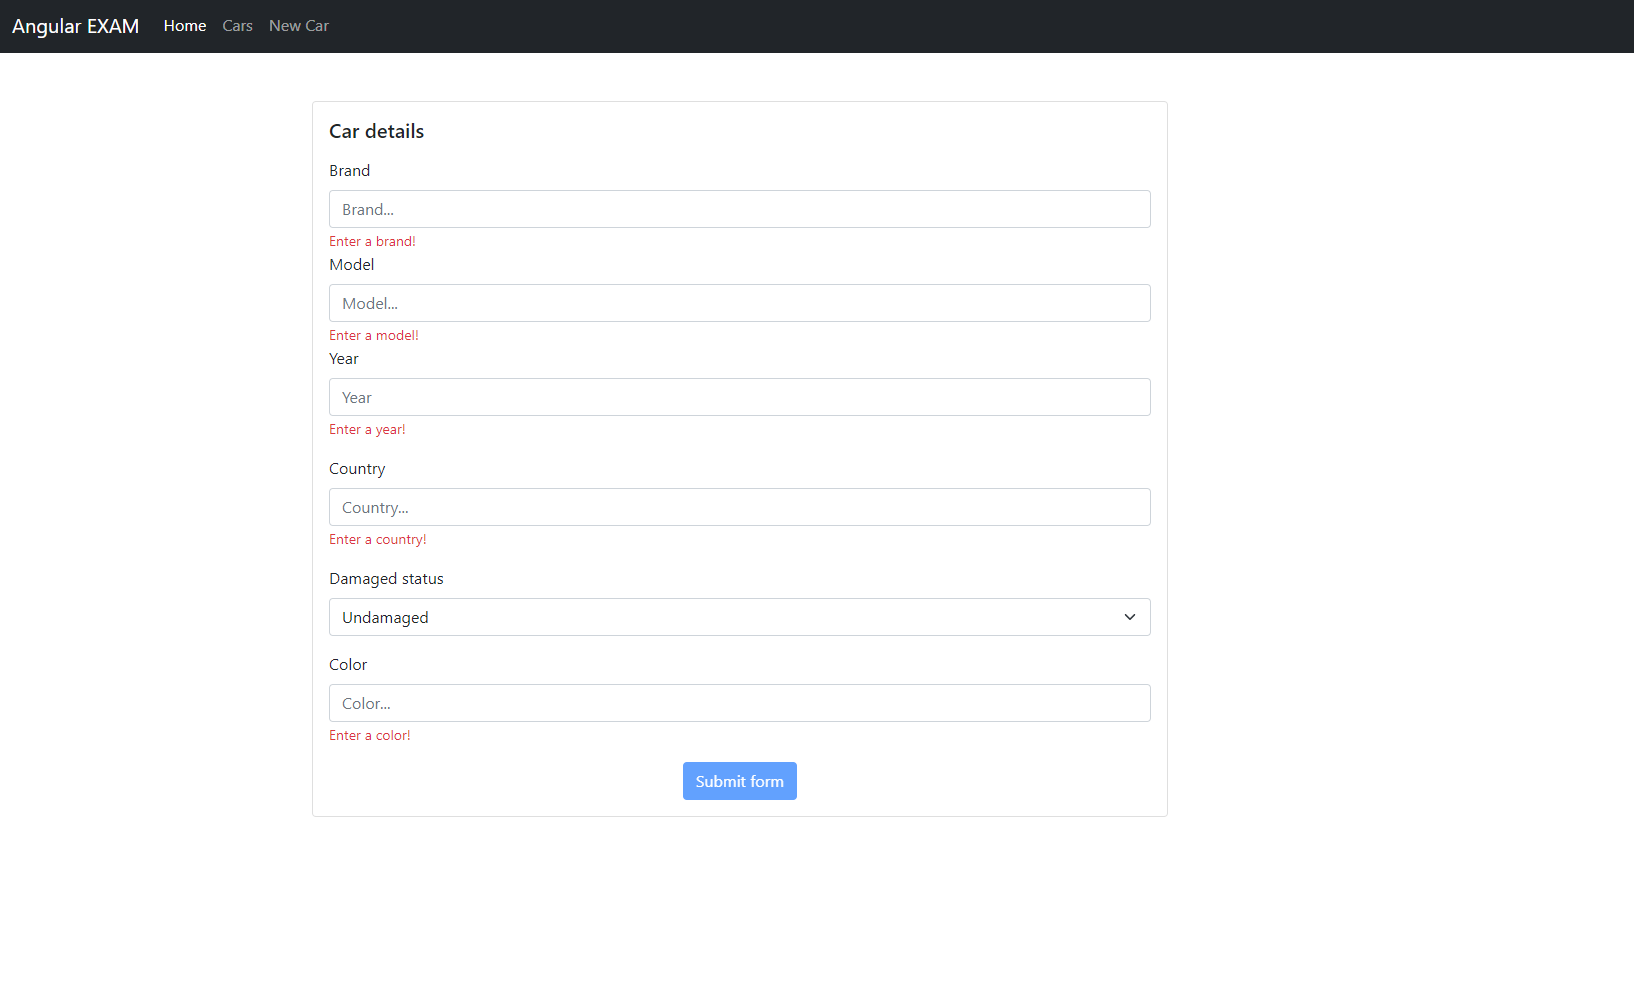 Angular EXAM Home Cars New Car
Car details
Brand
Brand...
Enter a brand!
Model
Model...
Enter a model!
Year
Year
Enter a year!
Country
Country...
Enter a country!
Damaged status
Undamaged
Color
Color...
Enter a color!
Submit form